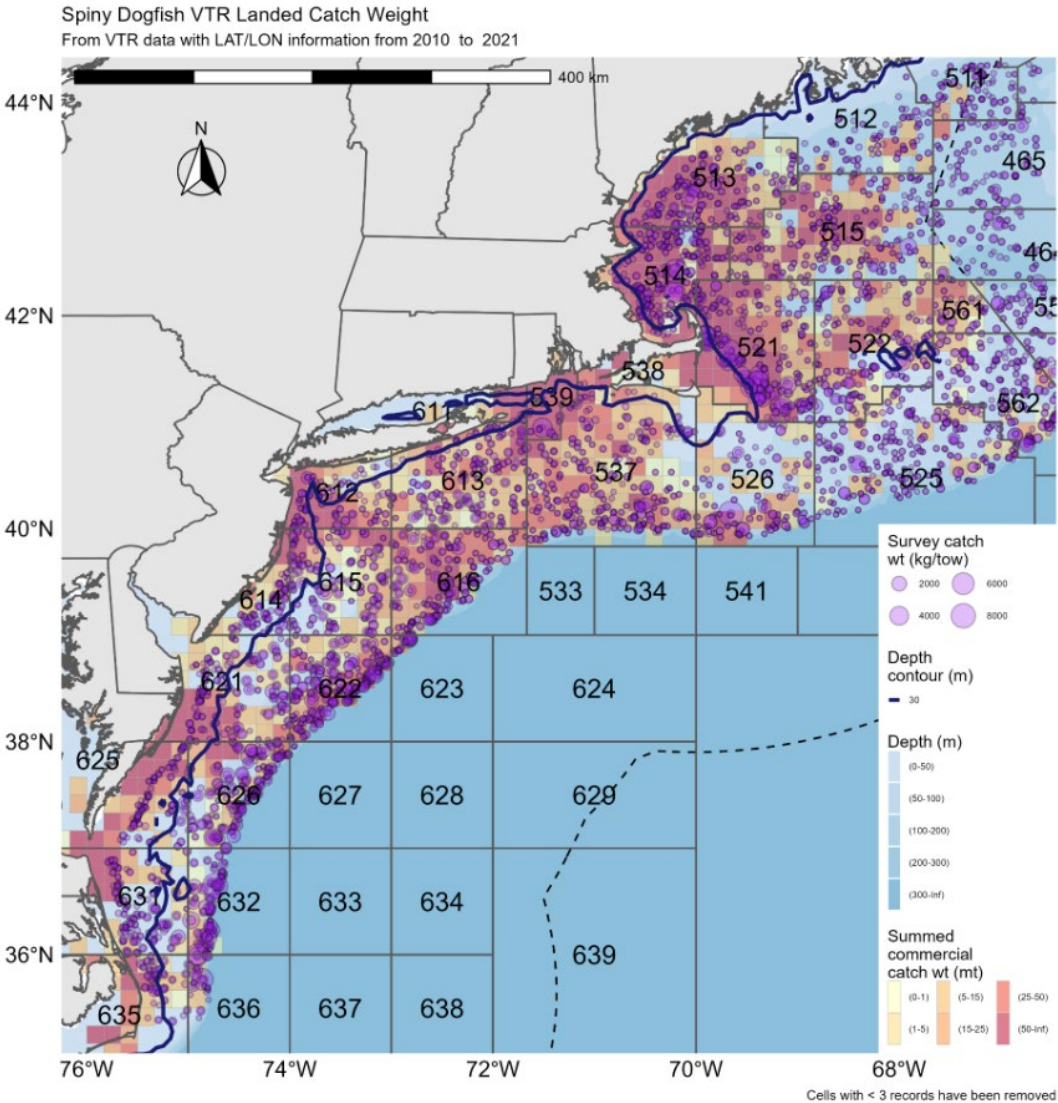 Spiny Dogfish VTR Landed Catch Weight
From VTR data with LAT/LON information from 2010 to 2021
400 km
N
44°N
42°N
40°N
38°N
36°N
511
512
465
513
515
46
514
561
55
521
522
538
562
539
611
537
526
525
613
612
615
616
614
533
534
541
621
622
623
624
625
626
627
628
629
631
632
633
634
639
635
636
637
638
Survey catch
wt (kg/tow)
2000 6000
4000 8000
Depth
contour (m)
30
Depth (m)
(0-50)
(50-100)
(100-200)
(200-300)
(300-Inf)
Summed
commercial
catch wt (mt)
(0-1) (5-15) (25-50)
(1-5) (15-25) (50-Inf)
76°W 74°W 72°W 70°W 68°W
Cells with < 3 records have been removed